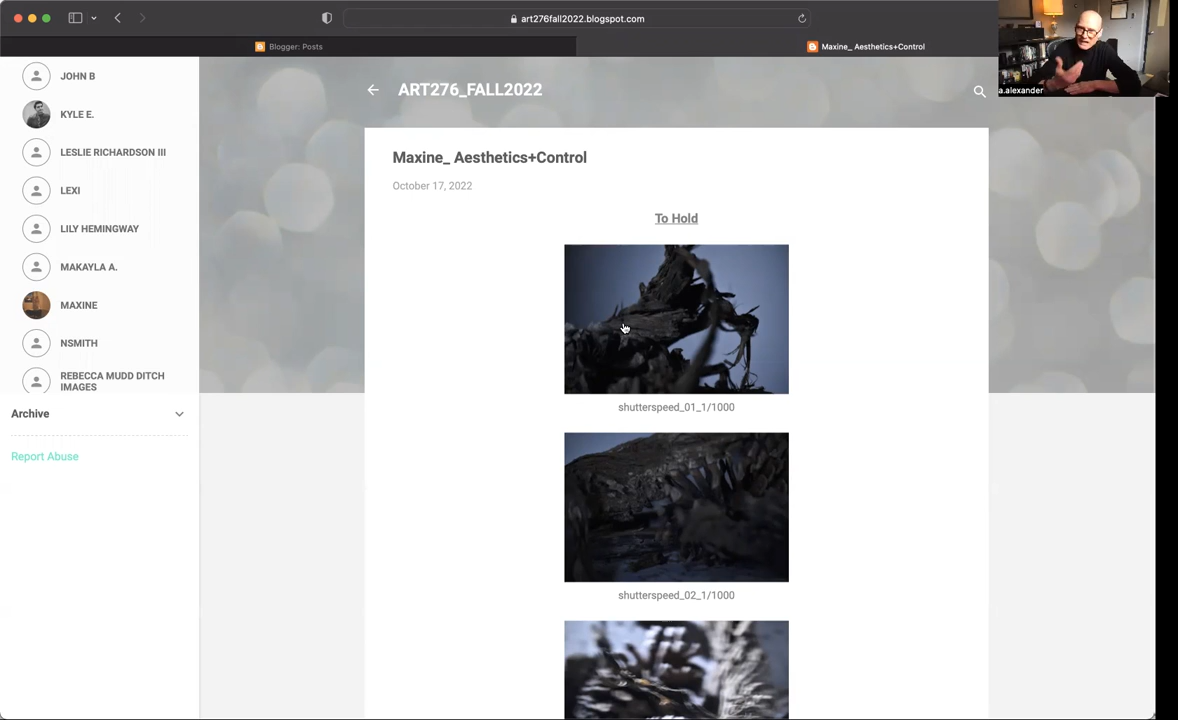 art276fall2022.blogspot.com
Blogger: Posts
Maxine_ Aesthetics+Control
a.alexander
JOHN B
KYLE E.
LESLIE RICHARDSON III
LEXI
LILY HEMINGWAY
MAKAYLA A.
MAXINE
NSMITH
REBECCA MUDD DITCH
IMAGES
Archive
Report Abuse
ART276_FALL2022
Maxine_ Aesthetics+Control
October 17, 2022
To Hold
shutterspeed_01_1/1000
shutterspeed_02_1/1000